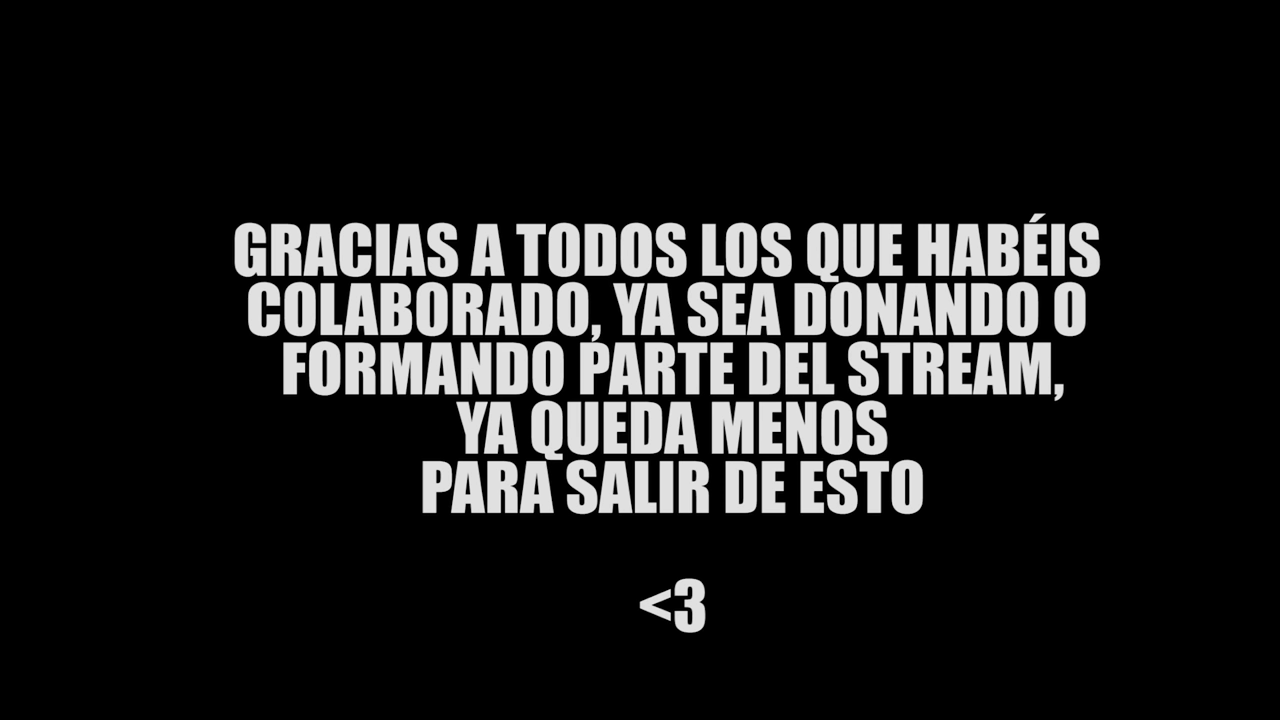 GRACIAS A TODOS LOS QUE HABÉIS
COLABORADO, YA SEA DONANDO O
FORMANDO PARTE DEL STREAM,
YA QUEDA MENOS
PARA SALIR DE ESTO
<3